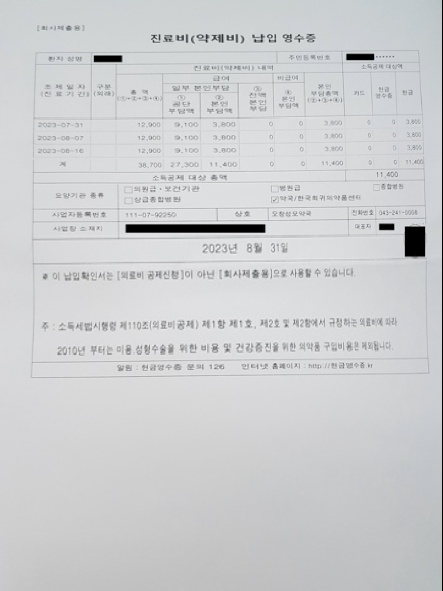 [회사제출용]
진료비(약제비) 납입 영수증
환자 성명 주민등록번호 ******
진료비(약제비) 내역 소득공제 대상액
조제일자 (진료기간) 구분 (외래) 총 액 (①+②+③+④) 급여 비급여 본인 부담총액 (②+③+④) 카드 현금 영수증 현금
일부 본인부담 ③ 전액 본인 부담 ④ 본인 부담액
① 공단 부담액 ② 본인 부담액
2023-07-31 12,900 9,100 3,800 0 0 3,800 0 0 3,800
2023-08-07 12,900 9,100 3,800 0 0 3,800 0 0 3,800
2023-08-16 12,900 9,100 3,800 0 0 3,800 0 0 3,800
계 38,700 27,300 11,400 0 0 11,400 0 0 11,400
소득공제 대상 총액 11,400
요양기관 종류 □의원급·보건기관 □병원급 □종합병원
□상급종합병원 ☑약국/한국희귀의약품센터
사업자등록번호 111-07-92250 상호 오창성모약국 전화번호 043-241-0008
사업장 소재지 대표자
2023년 8월 31일
※ 이 납입확인서는 [의료비 공제신청]이 아닌 [회사제출용]으로 사용할 수 있습니다.
주 : 소득세법시행령 제110조(의료비공제) 제1항 제1호, 제2호 및 제2항에서 규정하는 의료비에 따라
2010년 부터는 미용,성형수술을 위한 비용 및 건강증진을 위한 의약품 구입비용은 제외됩니다.
알림 : 현금영수증 문의 126 인터넷 홈페이지 : http://현금영수증.kr